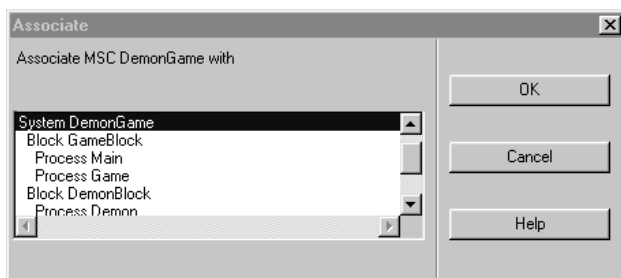 Associate
Associate MSC DemonGame with
System DemonGame
Block GameBlock
Process Main
Process Game
Block DemonBlock
Process Demon
OK
Cancel
Help